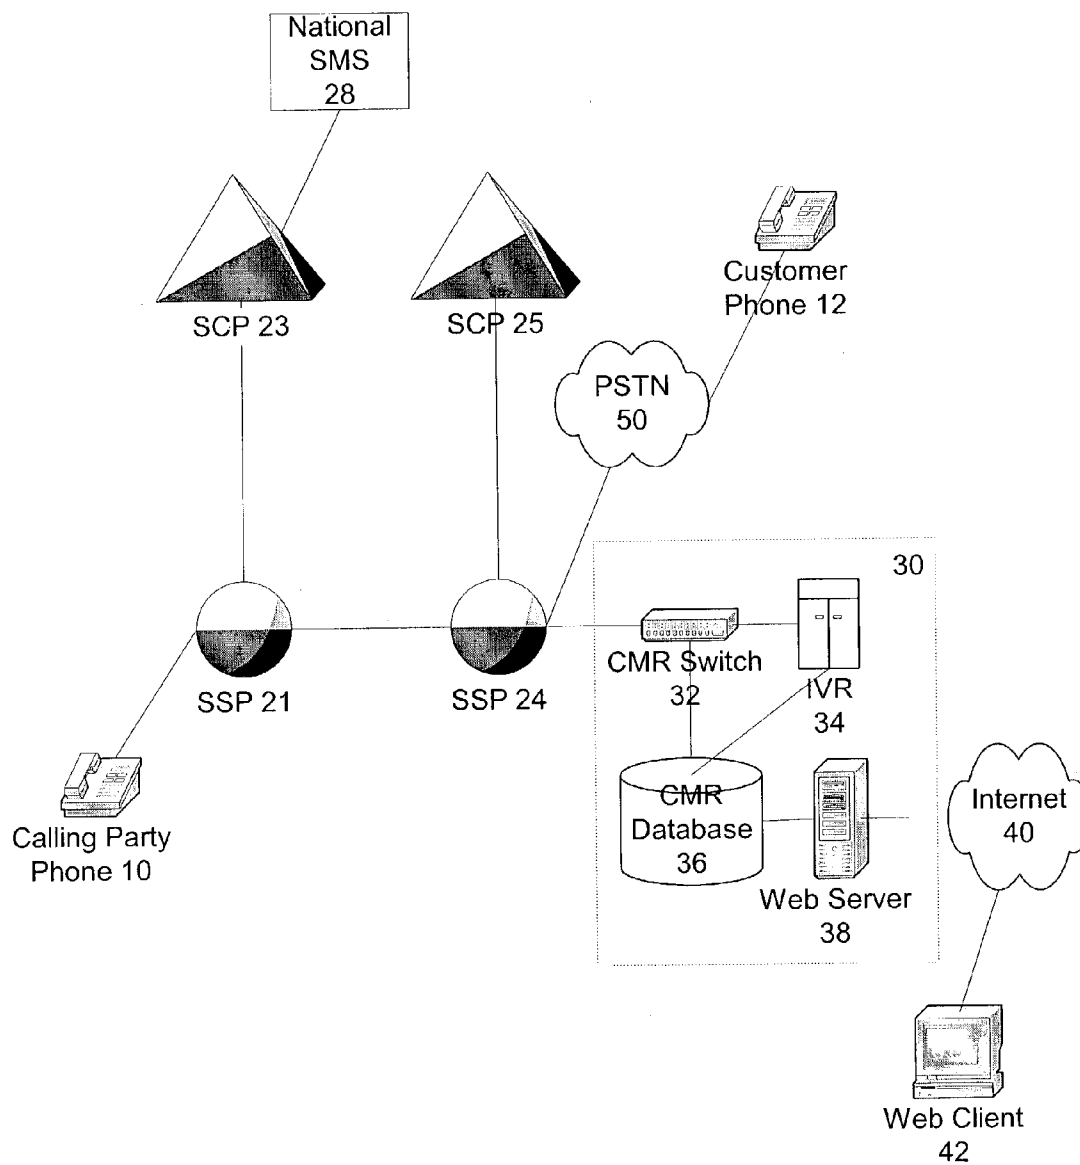 National
SMS
28
SCP 23
SCP 25
Customer
Phone 12
PSTN
50
30
CMR Switch
32
IVR
34
SSP 21
SSP 24
Calling Party
Phone 10
CMR
Database
36
Web Server
38
Internet
40
Web Client
42